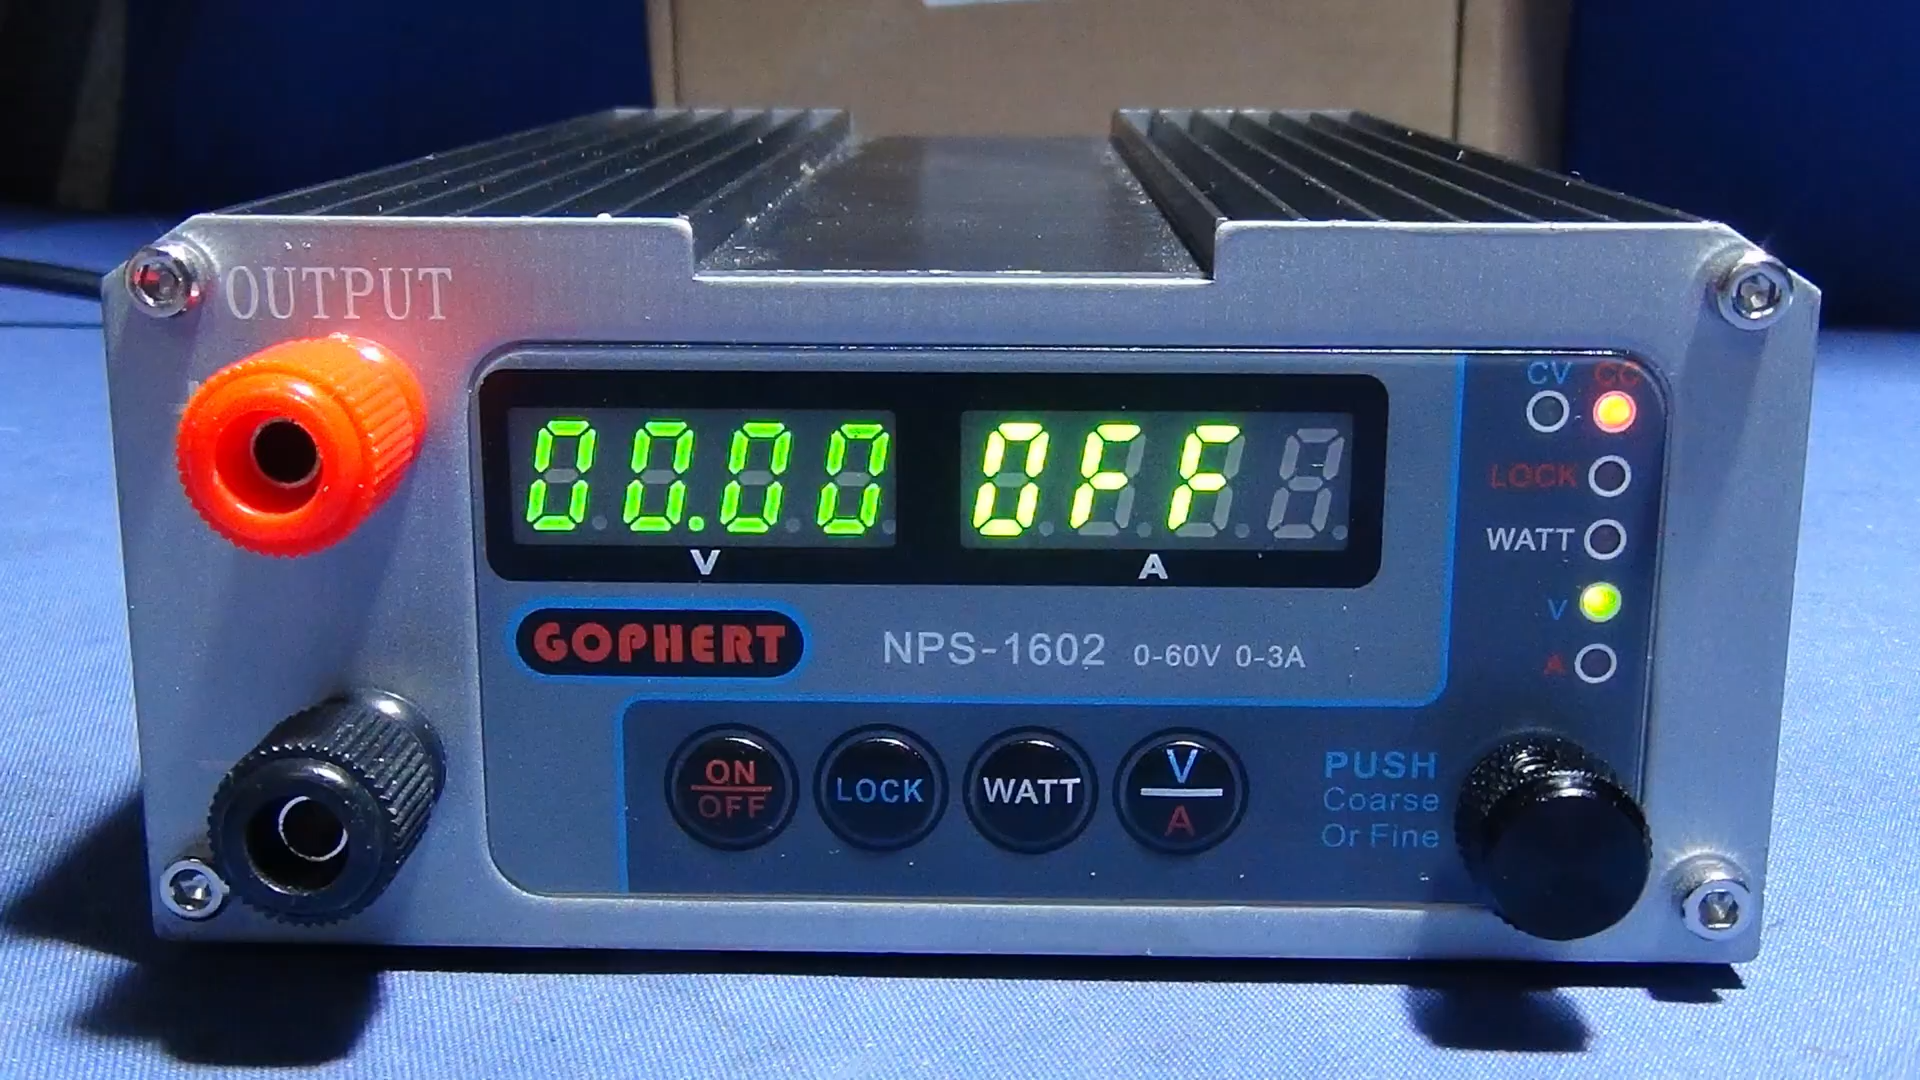 OUTPUT
CV CC
00.00 OFF
LOCK
WATT
V A
V
A
GOPHERT NPS-1602 0-60V 0-3A
ON
OFF
LOCK
WATT
V
A
PUSH
Coarse
Or Fine